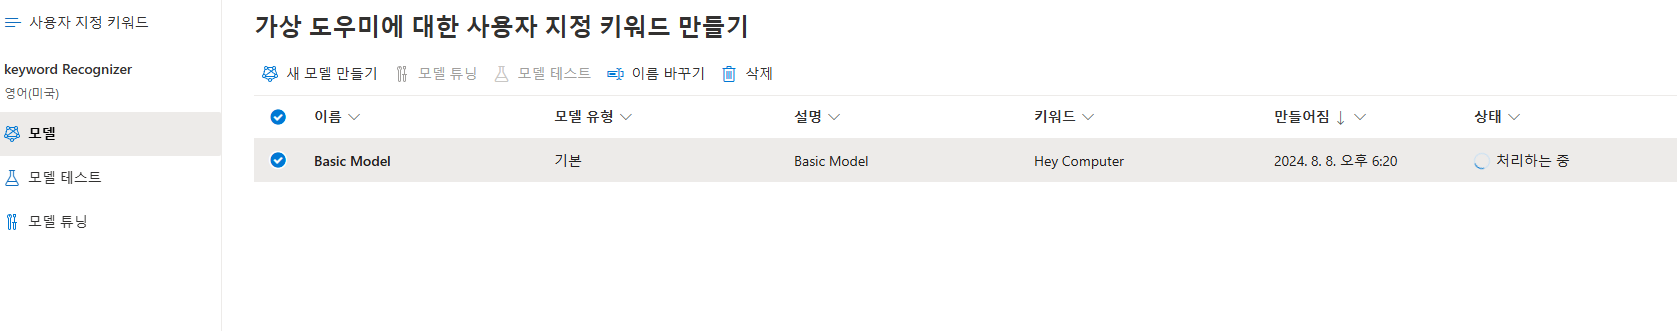 사용자 지정 키워드
keyword Recognizer
영어(미국)
모델
모델 테스트
모델 튜닝
가상 도우미에 대한 사용자 지정 키워드 만들기
새 모델 만들기 모델 튜닝 모델 테스트 이름 바꾸기 삭제
이름 모델 유형 설명 키워드 만들어짐 ↓ 상태
Basic Model 기본 Basic Model Hey Computer 2024. 8. 8. 오후 6:20 처리하는 중